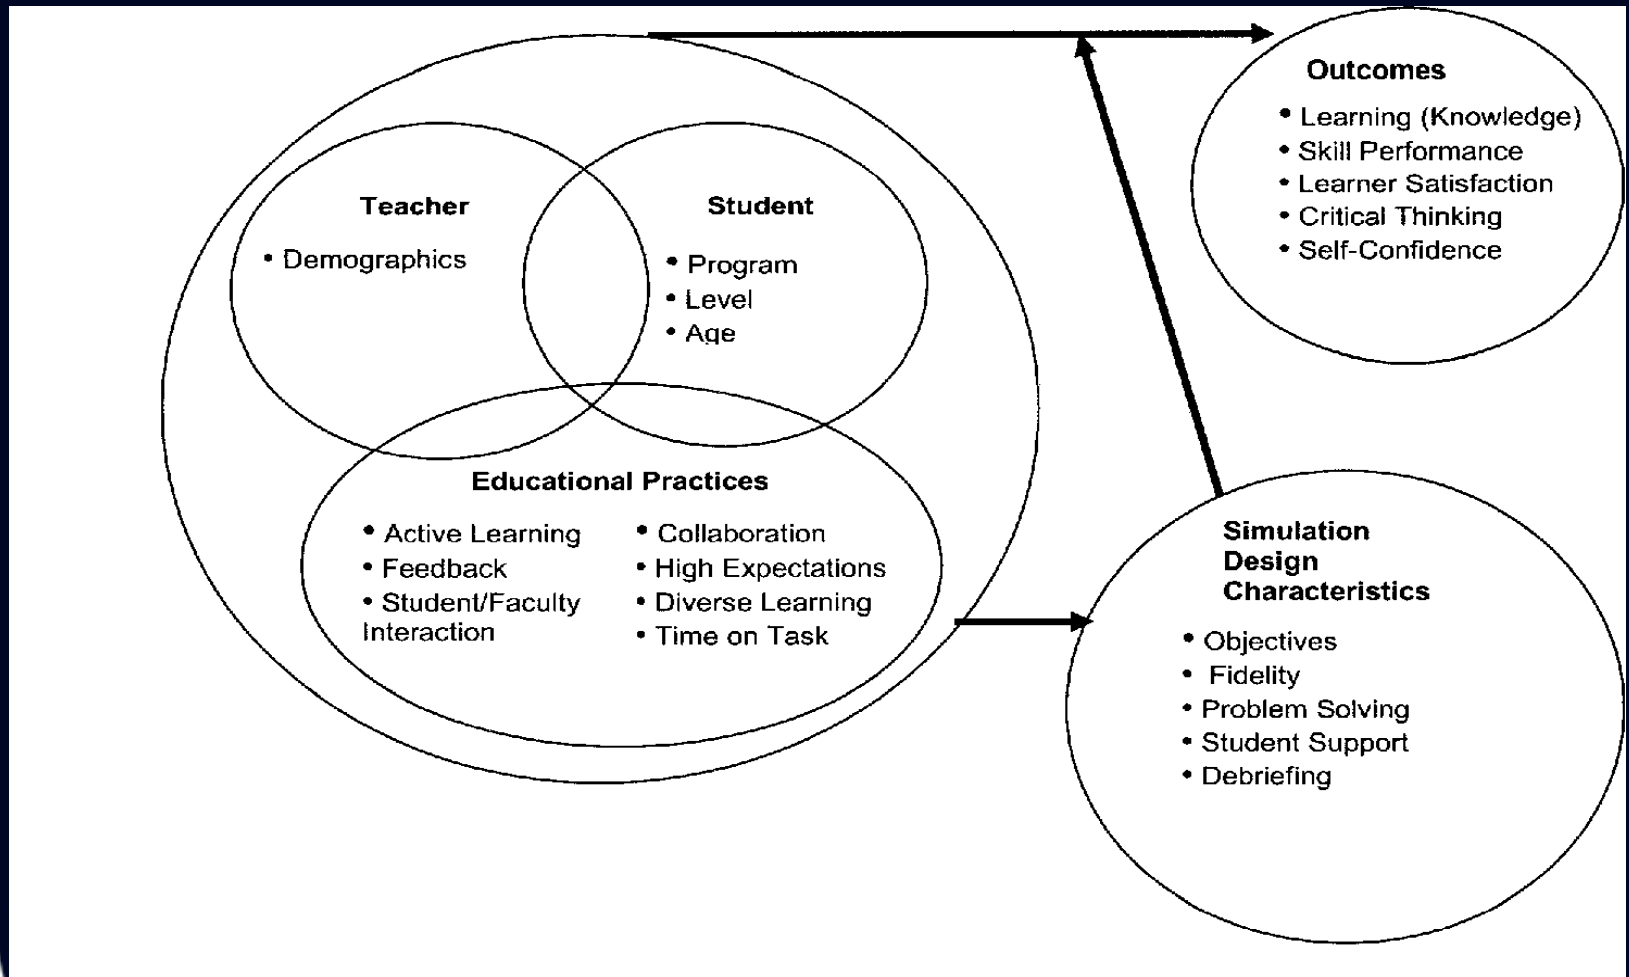 Outcomes
• Learning (Knowledge)
• Skill Performance
• Learner Satisfaction
• Critical Thinking
• Self-Confidence
Teacher
• Demographics
Student
• Program
• Level
• Age
Educational Practices
• Active Learning
• Feedback
• Student/Faculty
Interaction
• Collaboration
• High Expectations
• Diverse Learning
• Time on Task
Simulation
Design
Characteristics
• Objectives
• Fidelity
• Problem Solving
• Student Support
• Debriefing